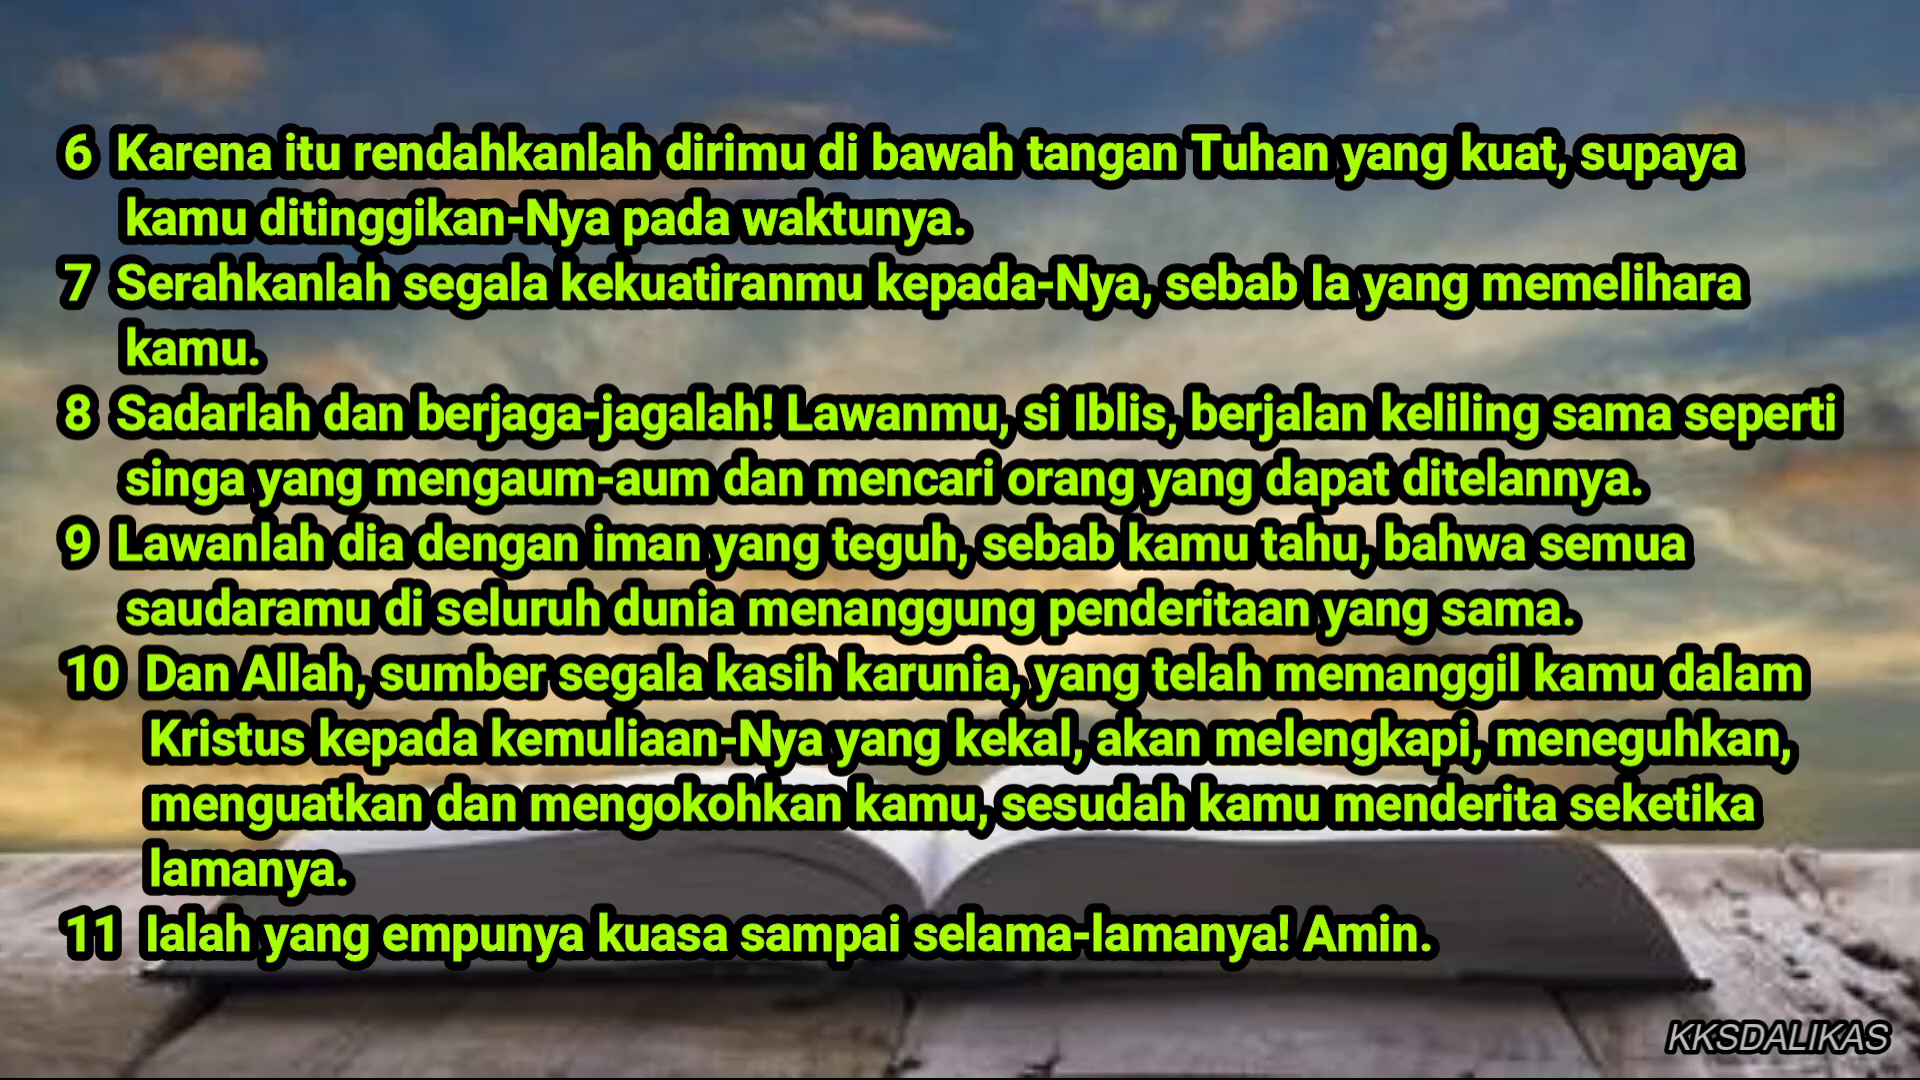 6 Karena itu rendahkanlah dirimu di bawah tangan Tuhan yang kuat, supaya
kamu ditinggikan-Nya pada waktunya.
7 Serahkanlah segala kekuatiranmu kepada-Nya, sebab Ia yang memelihara
kamu.
8 Sadarlah dan berjaga-jagalah! Lawanmu, si Iblis, berjalan keliling sama seperti
singa yang mengaum-aum dan mencari orang yang dapat ditelannya.
9 Lawanlah dia dengan iman yang teguh, sebab kamu tahu, bahwa semua
saudaramu di seluruh dunia menanggung penderitaan yang sama.
10 Dan Allah, sumber segala kasih karunia, yang telah memanggil kamu dalam
Kristus kepada kemuliaan-Nya yang kekal, akan melengkapi, meneguhkan,
menguatkan dan mengokohkan kamu, sesudah kamu menderita seketika
lamanya.
11 Ialah yang empunya kuasa sampai selama-lamanya! Amin.
KKSDALIKAS